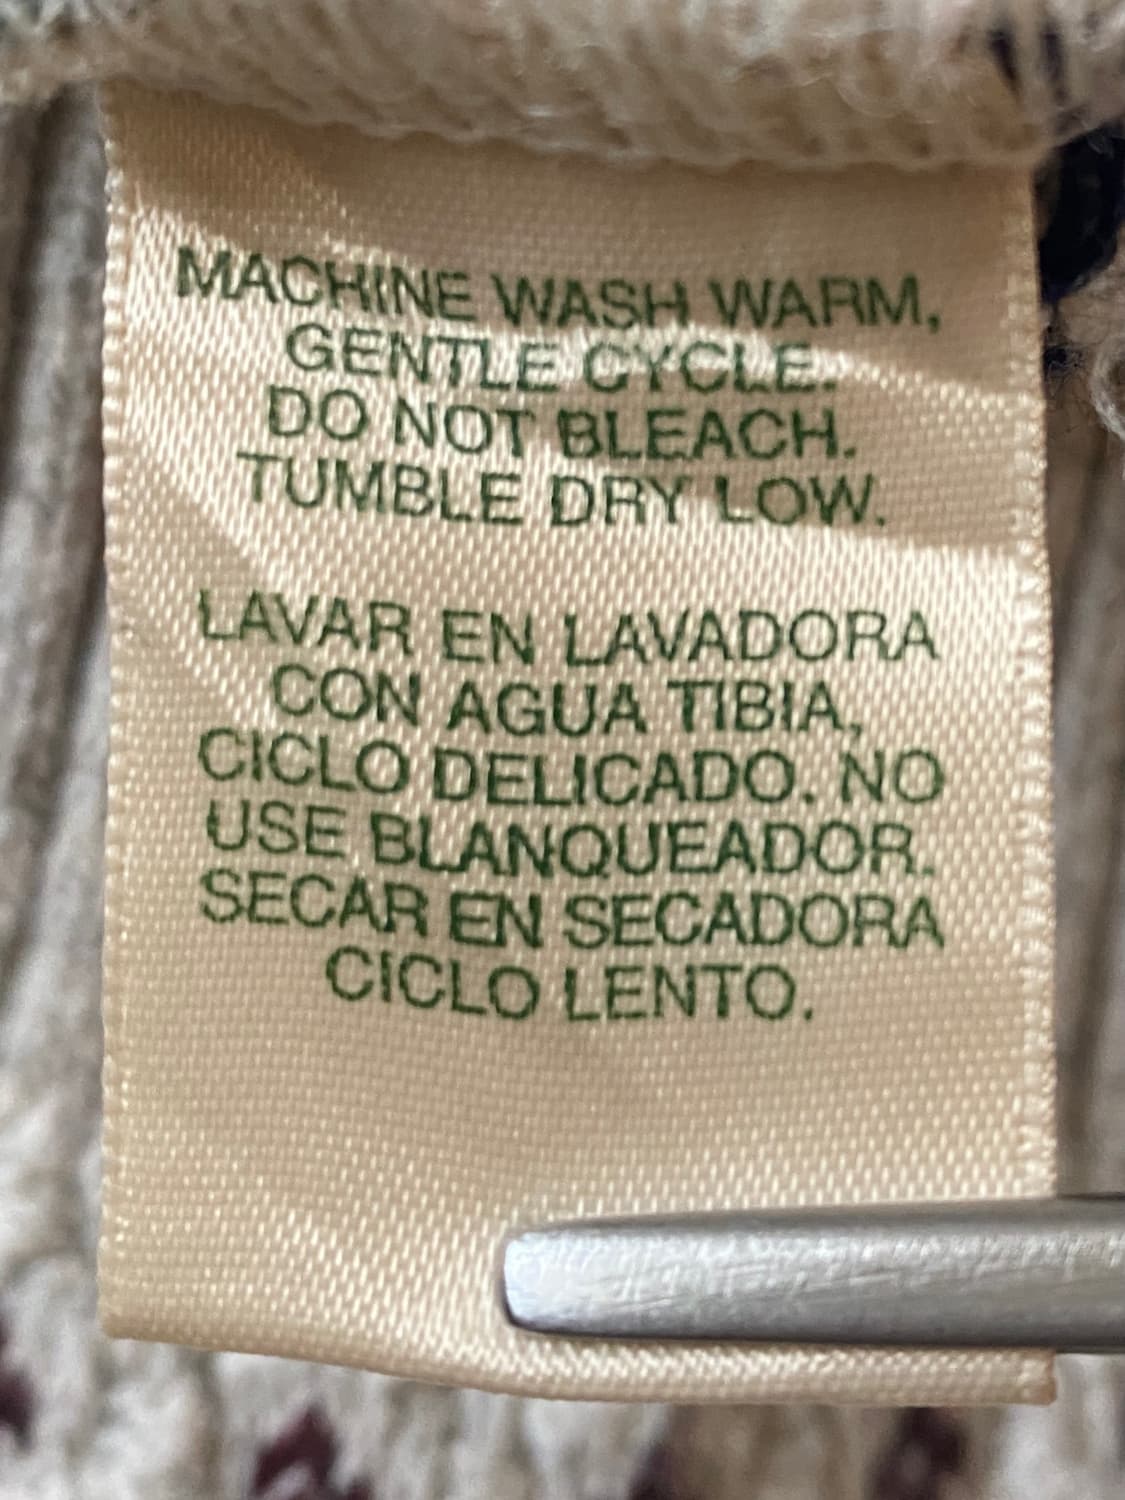 MACHINE WASH WARM,
GENTLE CYCLE.
DO NOT BLEACH.
TUMBLE DRY LOW.
LAVAR EN LAVADORA
CON AGUA TIBIA,
CICLO DELICADO. NO
USE BLANQUEADOR.
SECAR EN SECADORA
CICLO LENTO.